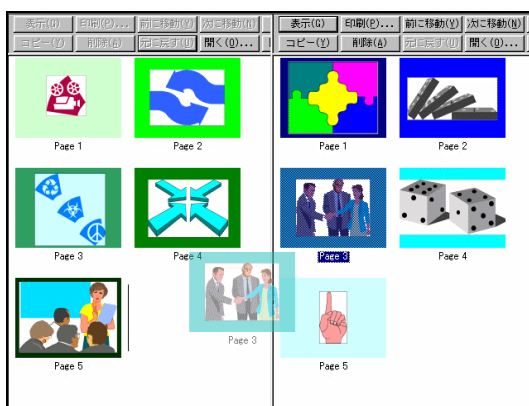 表示(G) 印刷(P)... 前に移動(Y) 次に移動(N)
コピー(Y) 削除(A) 元に戻す(U) 開く(O)...
Page 1 Page 2
Page 3 Page 4
Page 5
表示(G) 印刷(P)... 前に移動(Y) 次に移動(N)
コピー(Y) 削除(A) 元に戻す(U) 開く(O)...
Page 1 Page 2
Page 3 Page 4
Page 5
Page 3